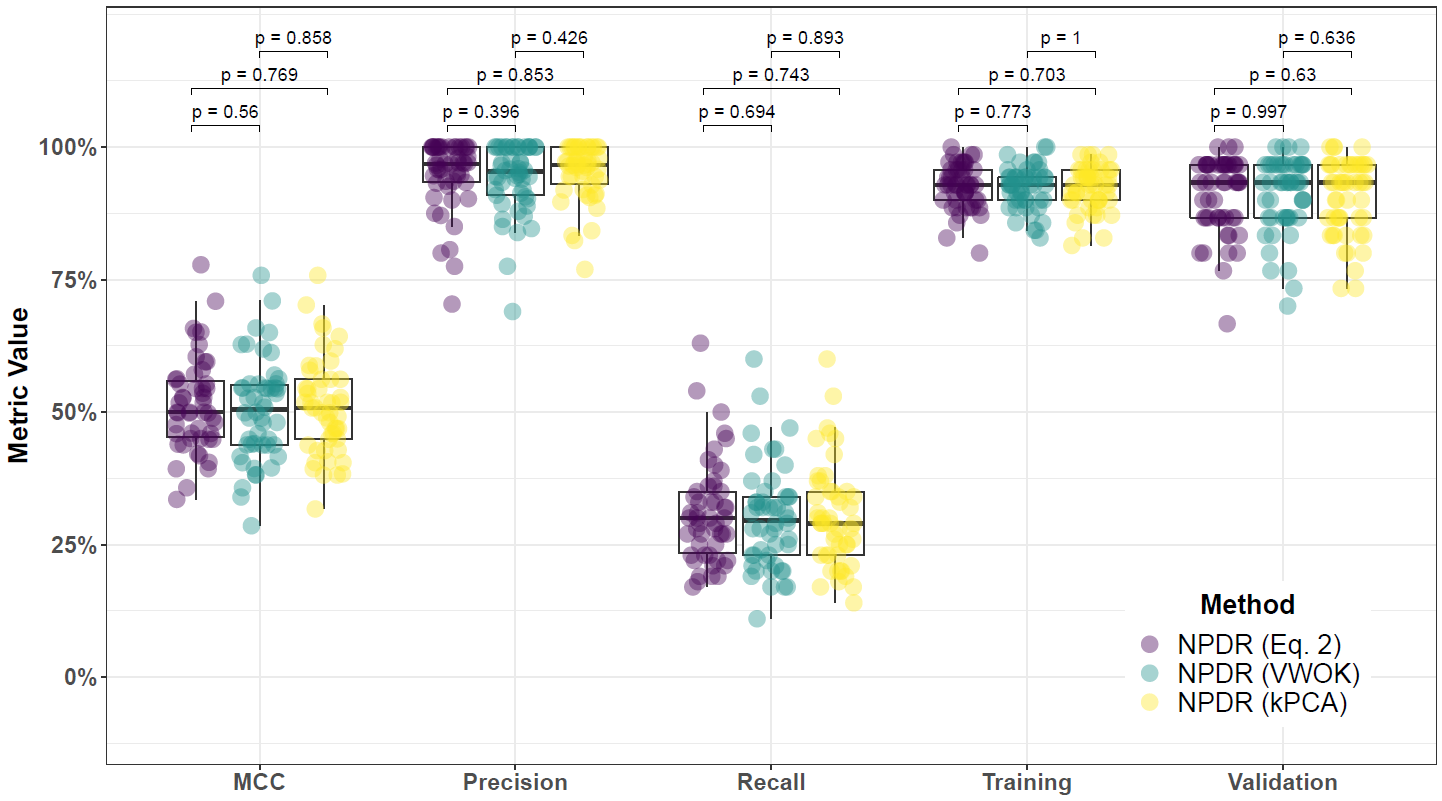 p = 0.858
p = 0.426
p = 0.893
p = 1
p = 0.636
p = 0.769
p = 0.853
p = 0.743
p = 0.703
p = 0.63
p = 0.56
p = 0.396
p = 0.694
p = 0.773
p = 0.997
100%
75%
50%
25%
0%
Metric Value
Method
NPDR (Eq. 2)
NPDR (VWOK)
NPDR (kPCA)
MCC
Precision
Recall
Training
Validation